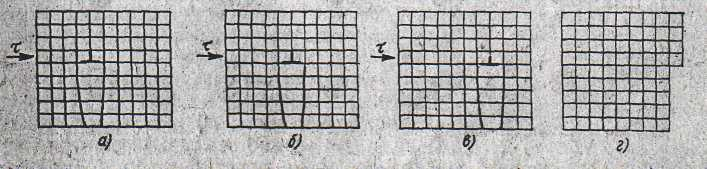 τ τ τ
а) б) в) г)